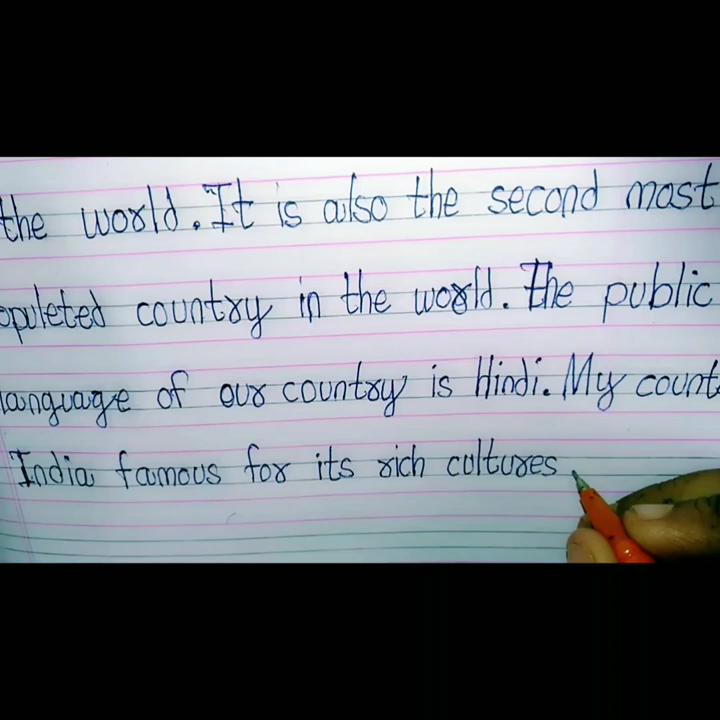 the world. It is also the second most
opuleted country in the world. The public
language of our country is Hindi. My count
India famous for its rich cultures